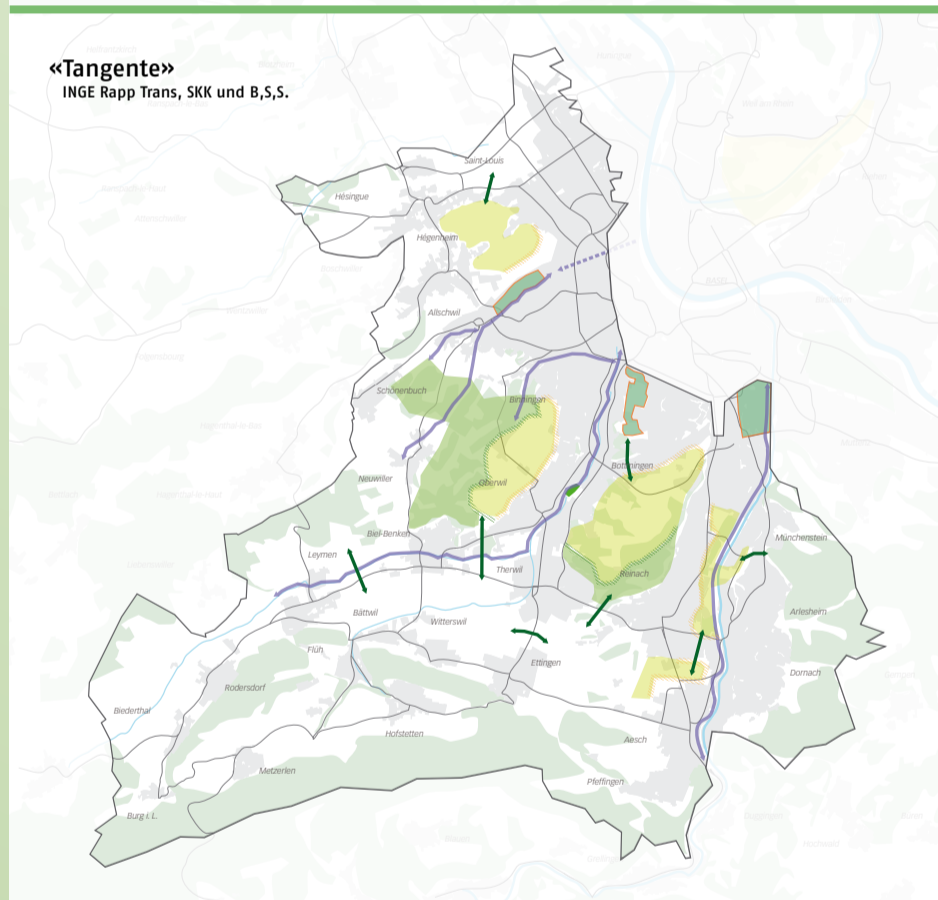 «Tangente»
INGE Rapp Trans, SKK und B,S,S.
Saint-Louis
Hésingue
Hégenheim
Allschwil
Schönenbuch
Binningen
Bottmingen
Oberwil
Neuwiller
Biel-Benken
Leymen
Therwil
Reinach
Münchenstein
Arlesheim
Bättwil
Witterswil
Flüh
Ettingen
Dornach
Rodersdorf
Biederthal
Hofstetten
Aesch
Metzerlen
Pfeffingen
Burg i. L.
BASEL